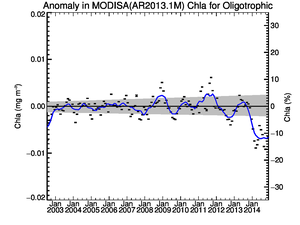 Anomaly in MODISA(AR2013.1M) Chla for Oligotrophic
0.02
0.01
0.00
-0.01
-0.02
Chla (mg m⁻³)
30
20
10
0
-10
-20
-30
Chla (%)
Jan Jan Jan Jan Jan Jan Jan Jan Jan Jan Jan Jan
2003 2004 2005 2006 2007 2008 2009 2010 2011 2012 2013 2014